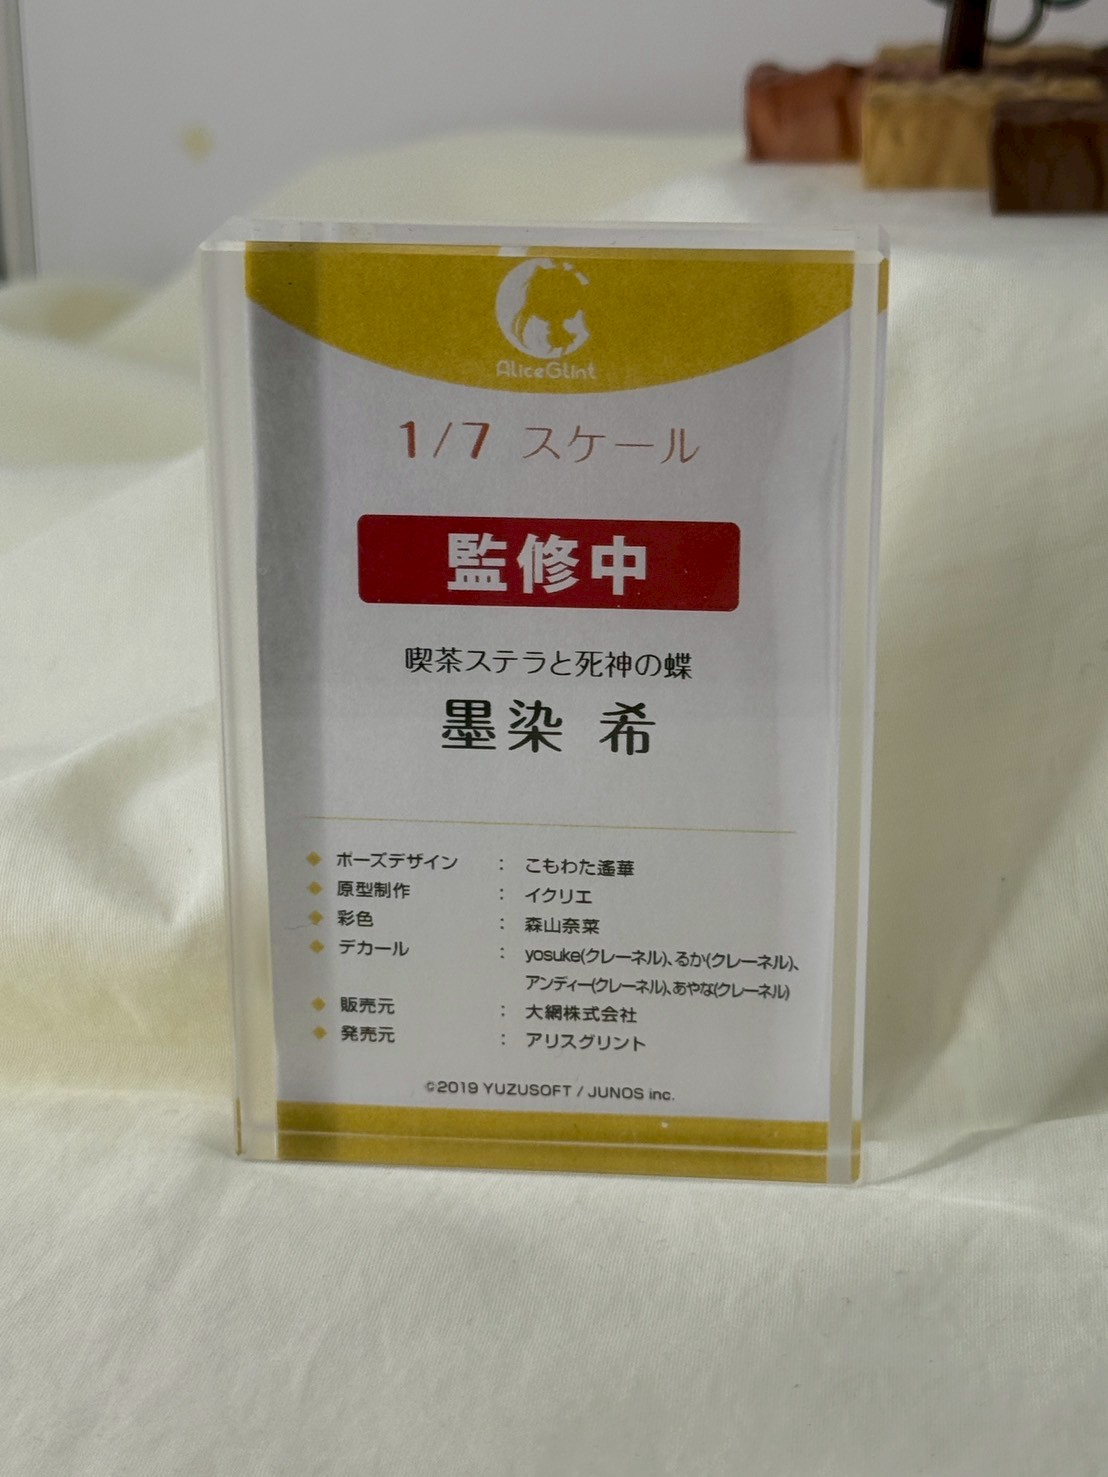 AliceGlint
1/7 スケール
監修中
喫茶ステラと死神の蝶
墨染 希
ポーズデザイン : こもわた遙華
原型制作 : イクリエ
彩色 : 森山奈菜
デカール : yosuke(クレーネル)、るか(クレーネル)、
アンディー(クレーネル)、あやな(クレーネル)
販売元 : 大網株式会社
発売元 : アリスグリント
©2019 YUZUSOFT / JUNOS inc.